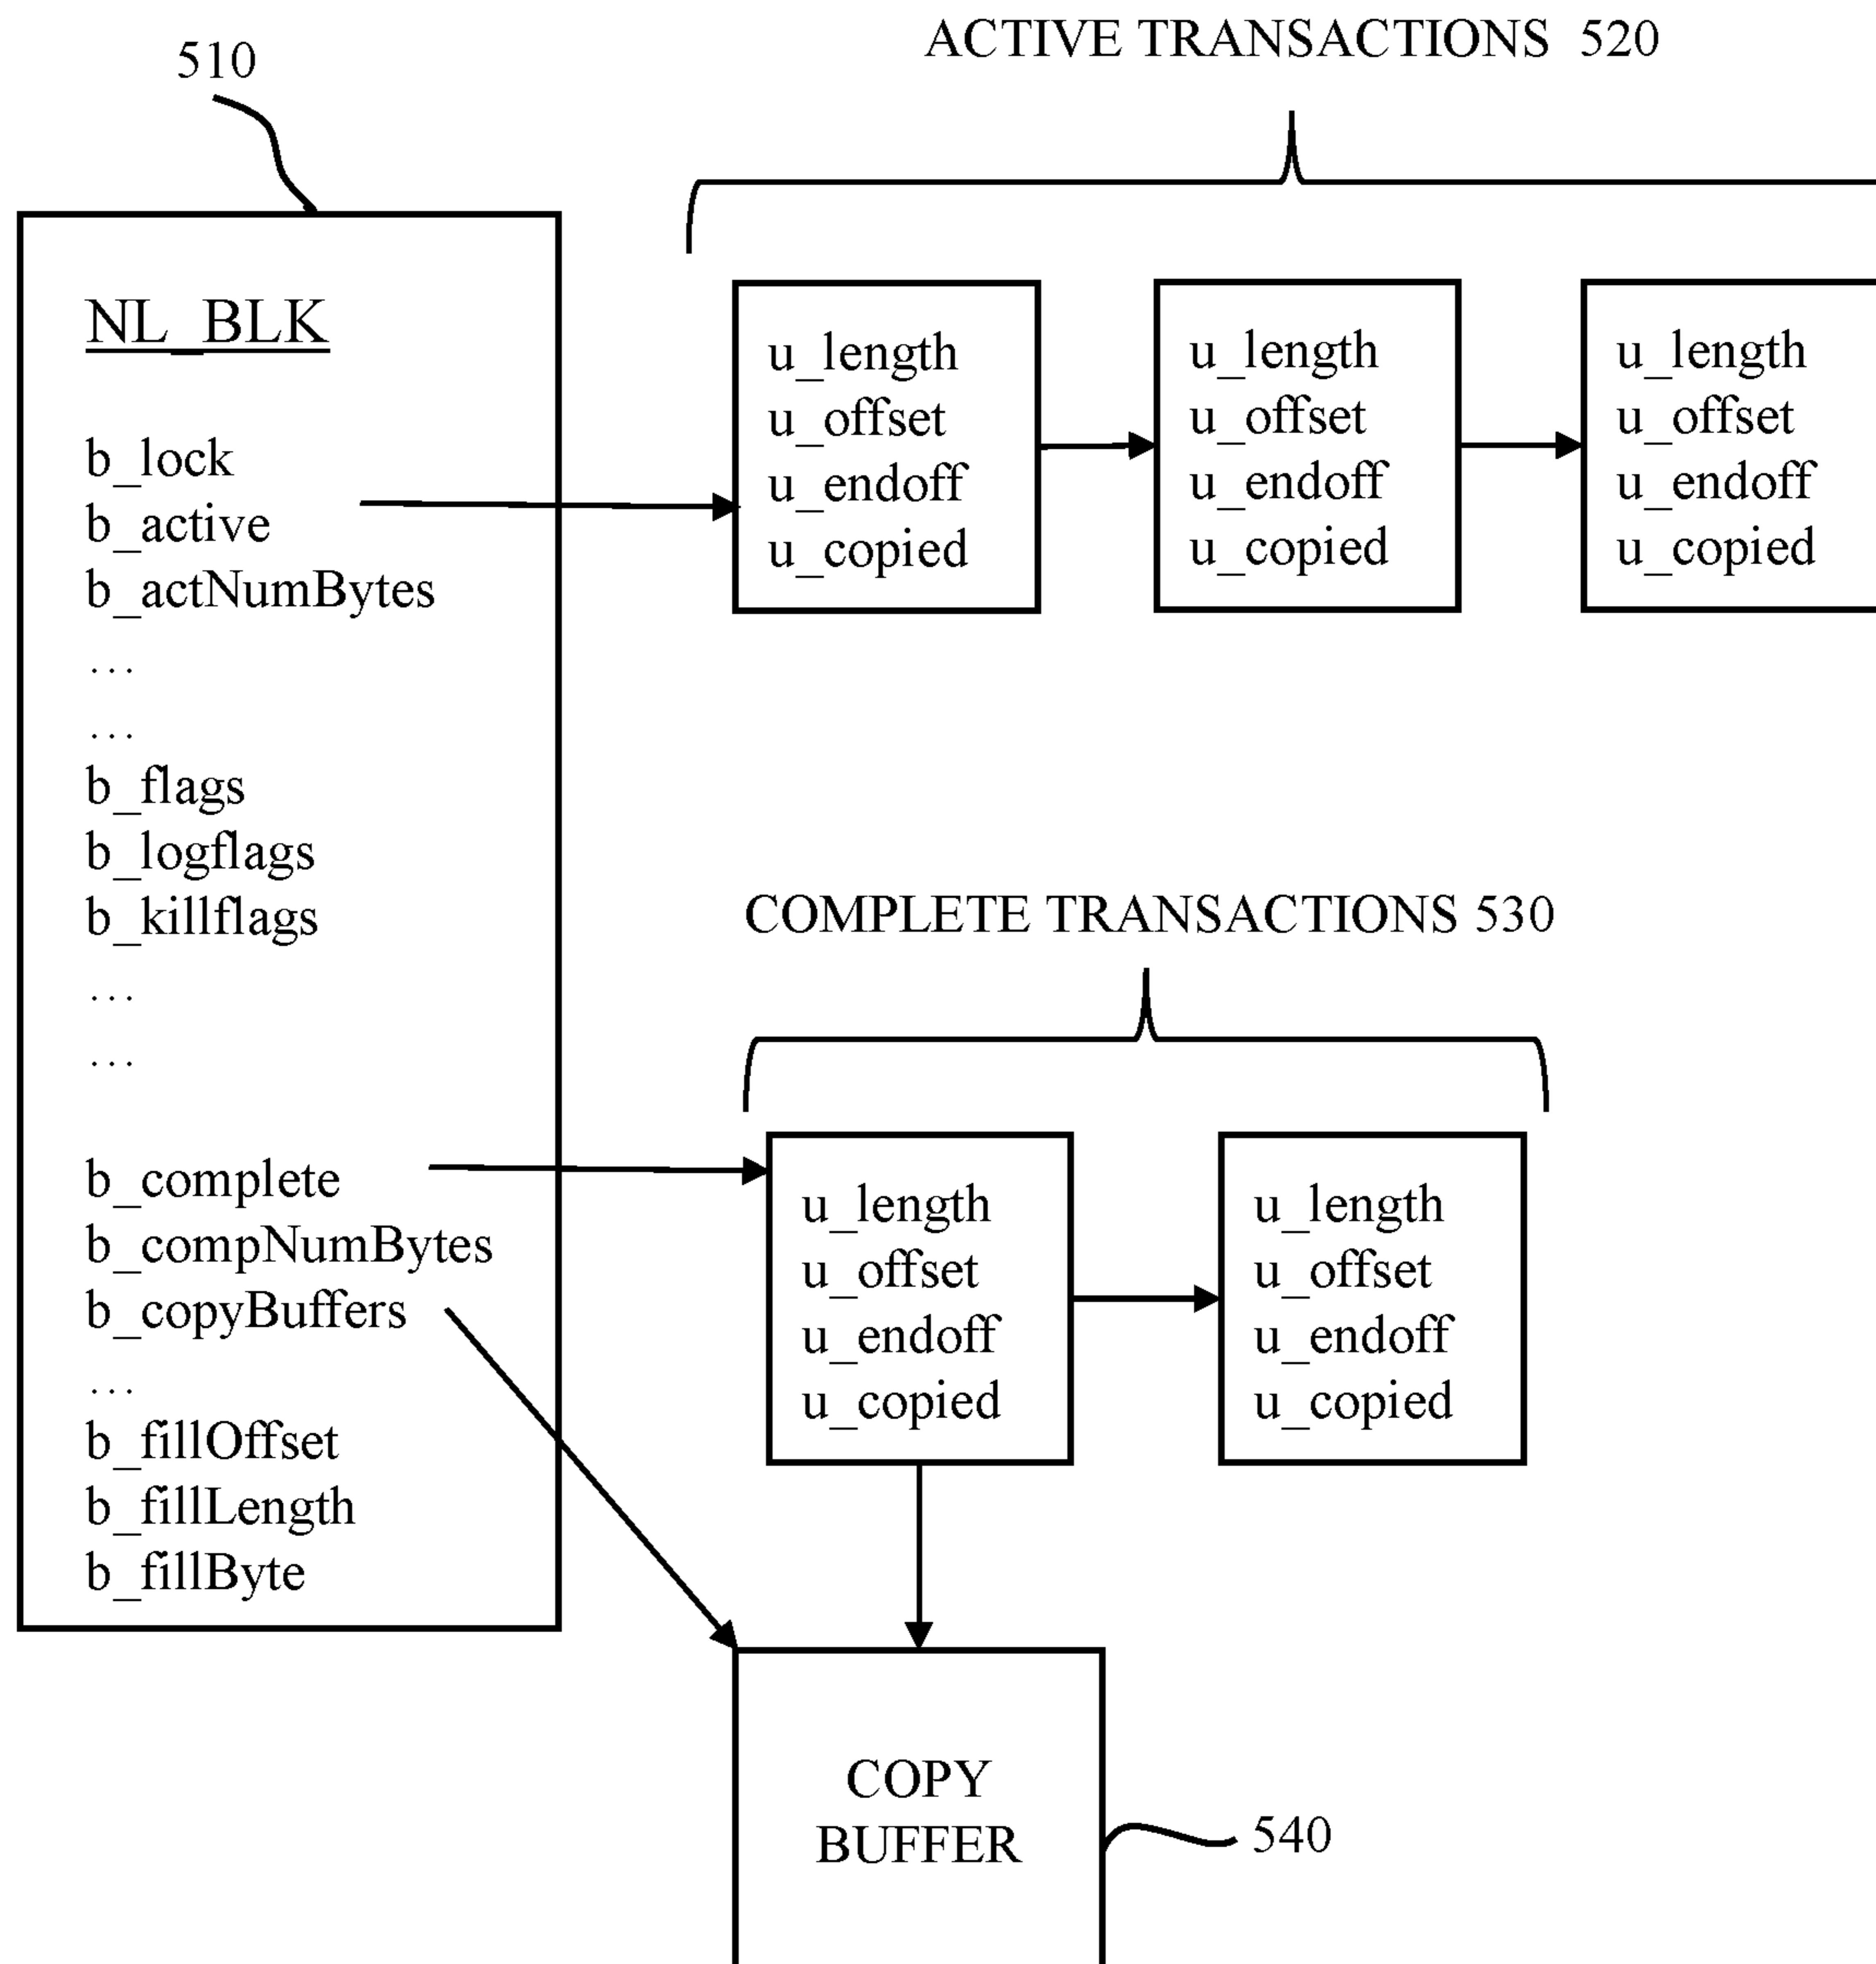 510
ACTIVE TRANSACTIONS 520
NL_BLK
b_lock
b_active
b_actNumBytes
...
...
b_flags
b_logflags
b_killflags
...
...
b_complete
b_compNumBytes
b_copyBuffers
...
b_fillOffset
b_fillLength
b_fillByte
u_length
u_offset
u_endoff
u_copied
u_length
u_offset
u_endoff
u_copied
u_length
u_offset
u_endoff
u_copied
COMPLETE TRANSACTIONS 530
u_length
u_offset
u_endoff
u_copied
u_length
u_offset
u_endoff
u_copied
COPY
BUFFER
540